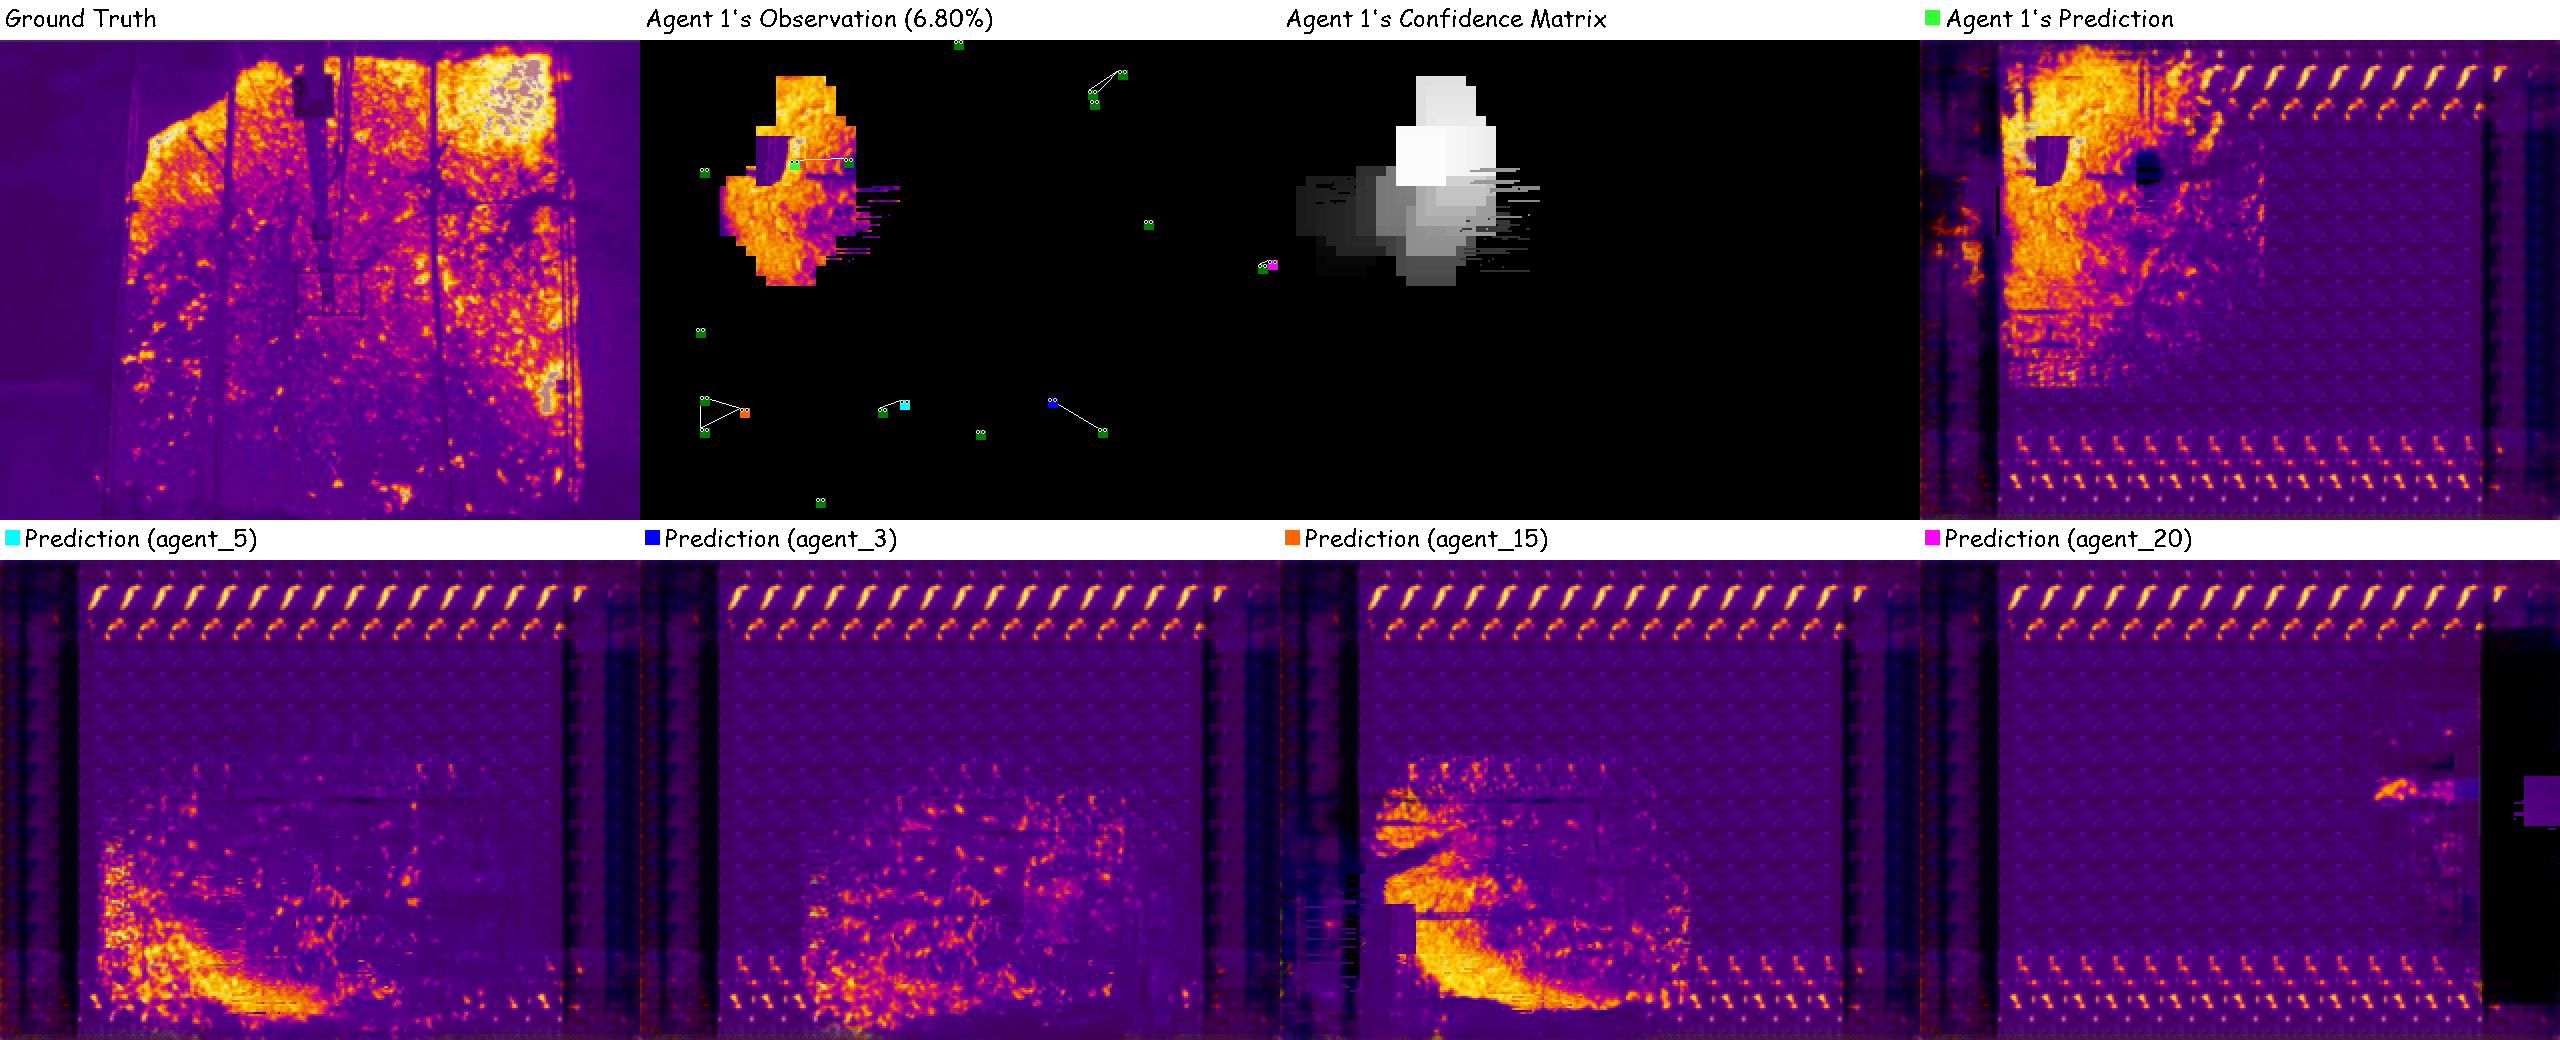 Ground Truth
Agent 1's Observation (6.80%)
Agent 1's Confidence Matrix
Agent 1's Prediction
Prediction (agent_5)
Prediction (agent_3)
Prediction (agent_15)
Prediction (agent_20)